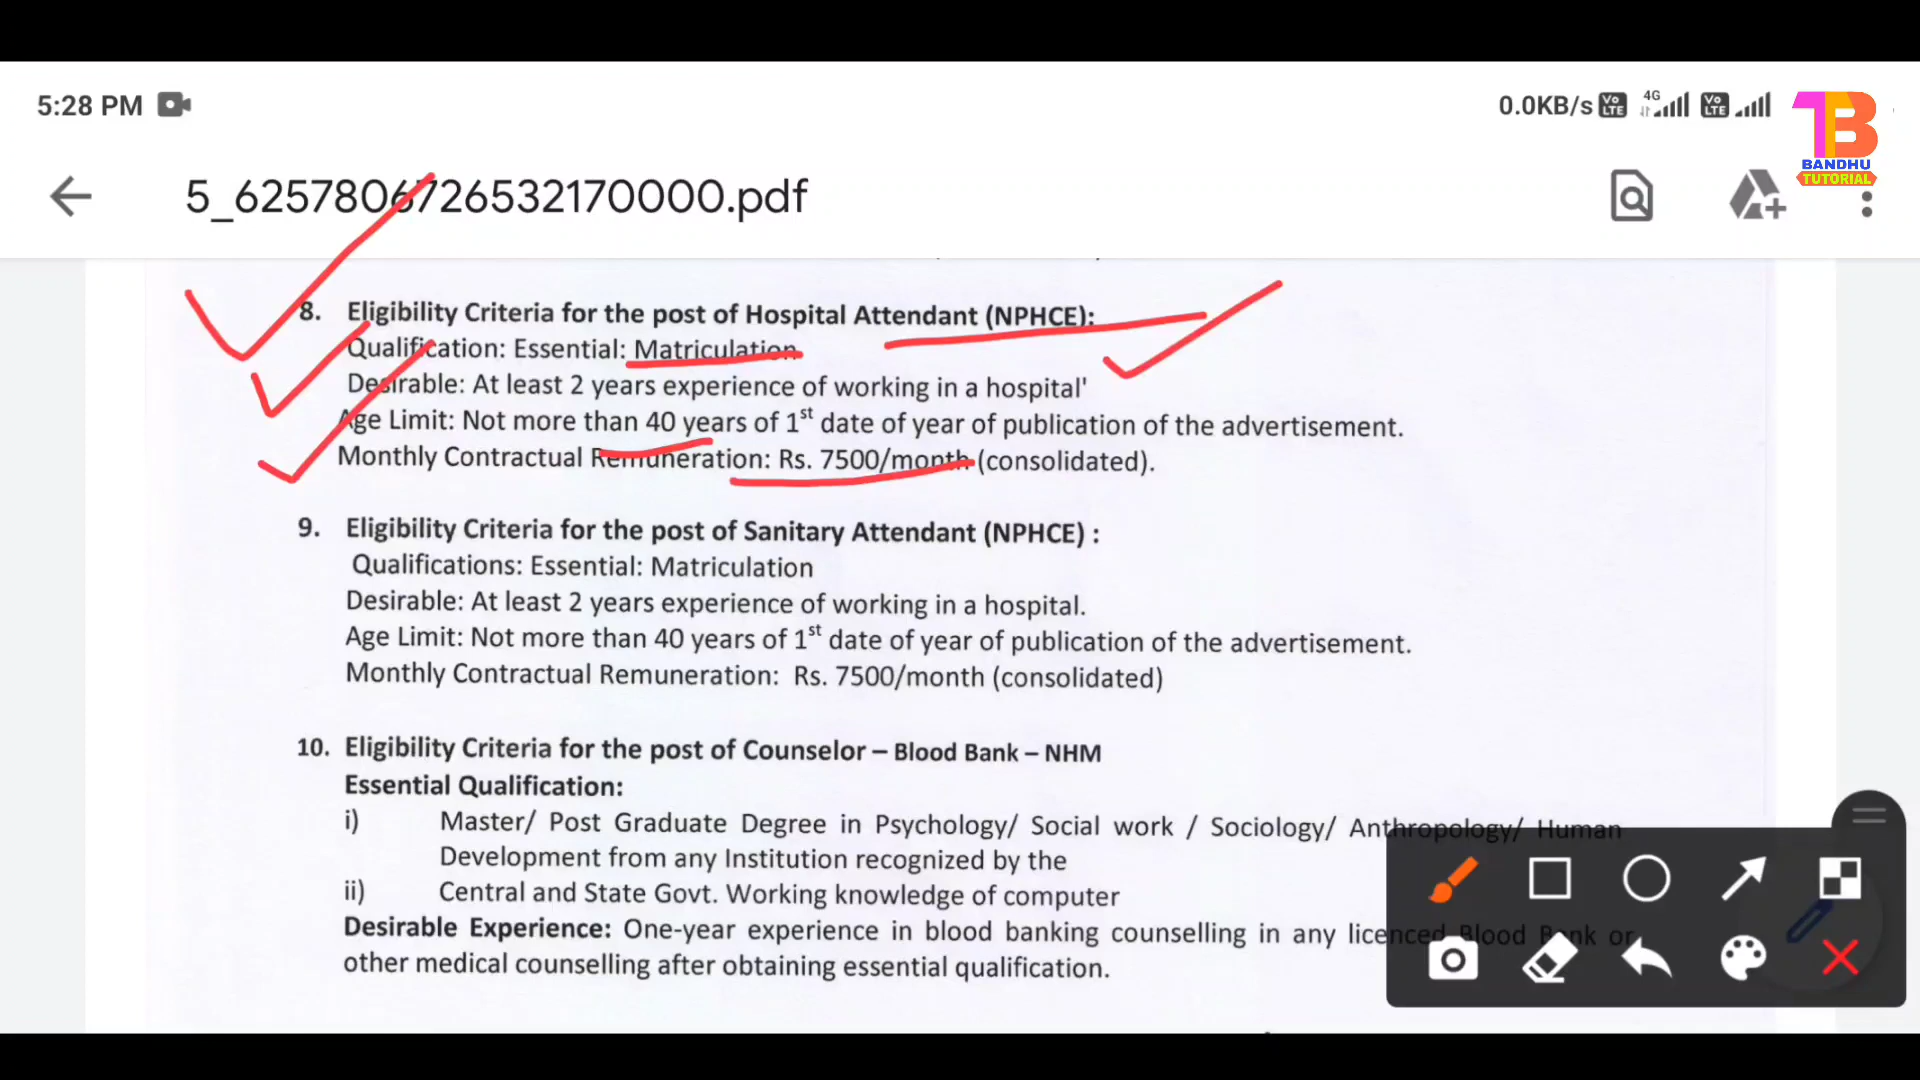 5:28 PM
0.0KB/s Vo LTE 4G Vo LTE
BANDHU
TUTORIAL
5_6257806726532170000.pdf
8. Eligibility Criteria for the post of Hospital Attendant (NPHCE):
Qualification: Essential: Matriculation
Desirable: At least 2 years experience of working in a hospital'
Age Limit: Not more than 40 years of 1st date of year of publication of the advertisement.
Monthly Contractual Remuneration: Rs. 7500/month (consolidated).
9. Eligibility Criteria for the post of Sanitary Attendant (NPHCE) :
Qualifications: Essential: Matriculation
Desirable: At least 2 years experience of working in a hospital.
Age Limit: Not more than 40 years of 1st date of year of publication of the advertisement.
Monthly Contractual Remuneration: Rs. 7500/month (consolidated)
10. Eligibility Criteria for the post of Counselor – Blood Bank – NHM
Essential Qualification:
i) Master/ Post Graduate Degree in Psychology/ Social work / Sociology/ Anthropology/ Human
Development from any Institution recognized by the
ii) Central and State Govt. Working knowledge of computer
Desirable Experience: One-year experience in blood banking counselling in any licenced Blood Bank or
other medical counselling after obtaining essential qualification.